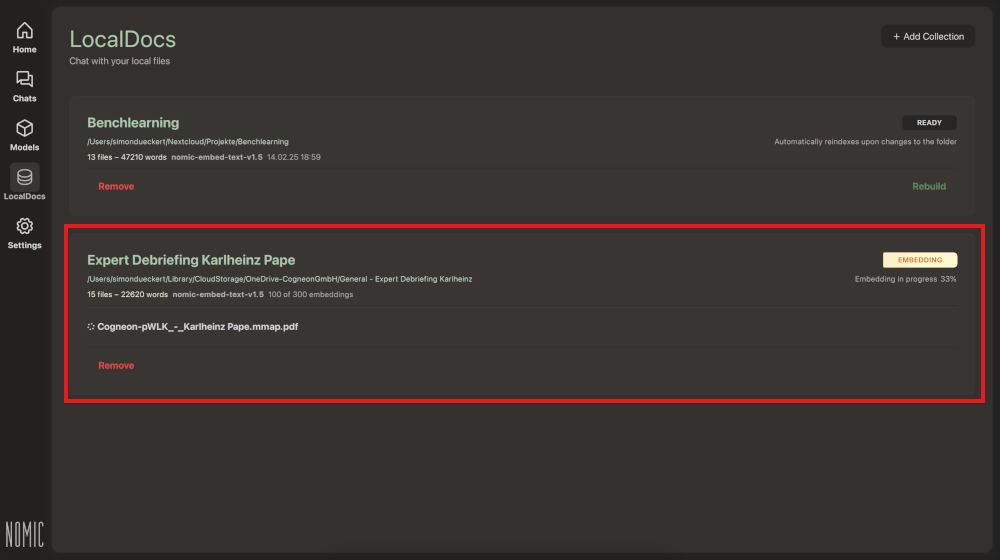 Home
Chats
Models
LocalDocs
Settings
NOMIC
LocalDocs
Chat with your local files
+ Add Collection
Benchlearning
READY
/Users/simondueckert/Nextcloud/Projekte/Benchlearning
Automatically reindexes upon changes to the folder
13 files – 47210 words nomic-embed-text-v1.5 14.02.25 18:59
Remove
Rebuild
Expert Debriefing Karlheinz Pape
EMBEDDING
/Users/simondueckert/Library/CloudStorage/OneDrive-CogneonGmbH/General - Expert Debriefing Karlheinz
Embedding in progress 33%
15 files – 22620 words nomic-embed-text-v1.5 100 of 300 embeddings
Cogneon-pWLK_-_Karlheinz Pape.mmap.pdf
Remove